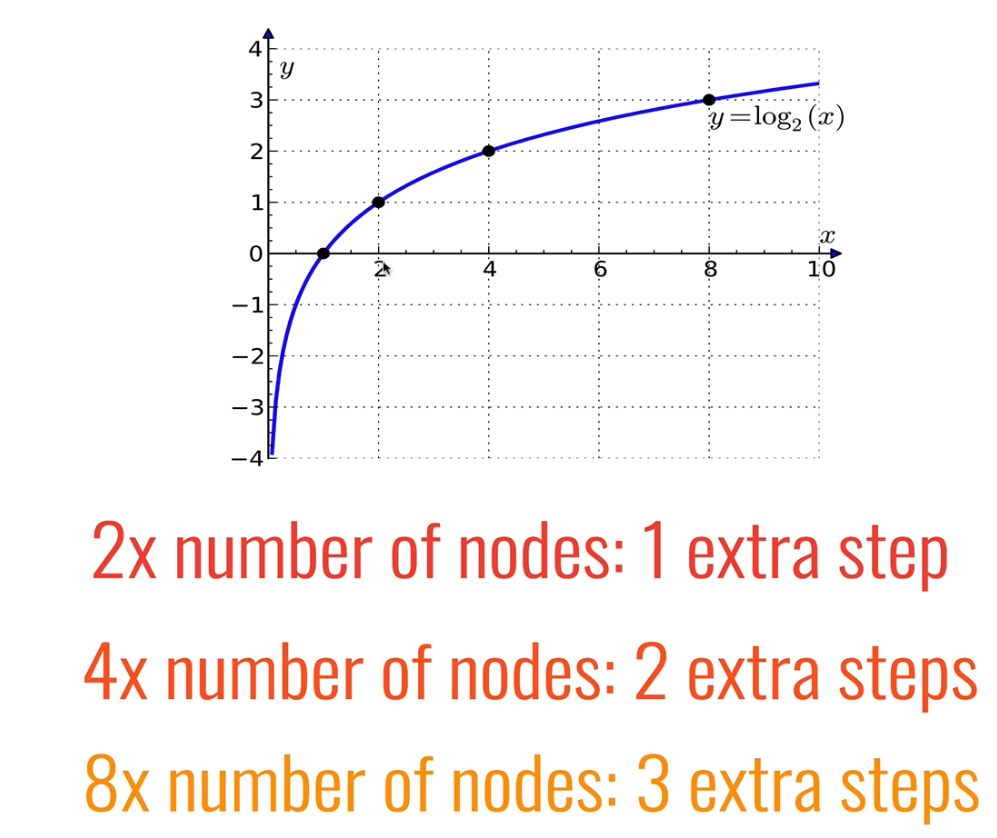 4
y
3
y=log₂(x)
2
1
x
0
2 4 6 8 10
−1
−2
−3
−4
2x number of nodes: 1 extra step
4x number of nodes: 2 extra steps
8x number of nodes: 3 extra steps